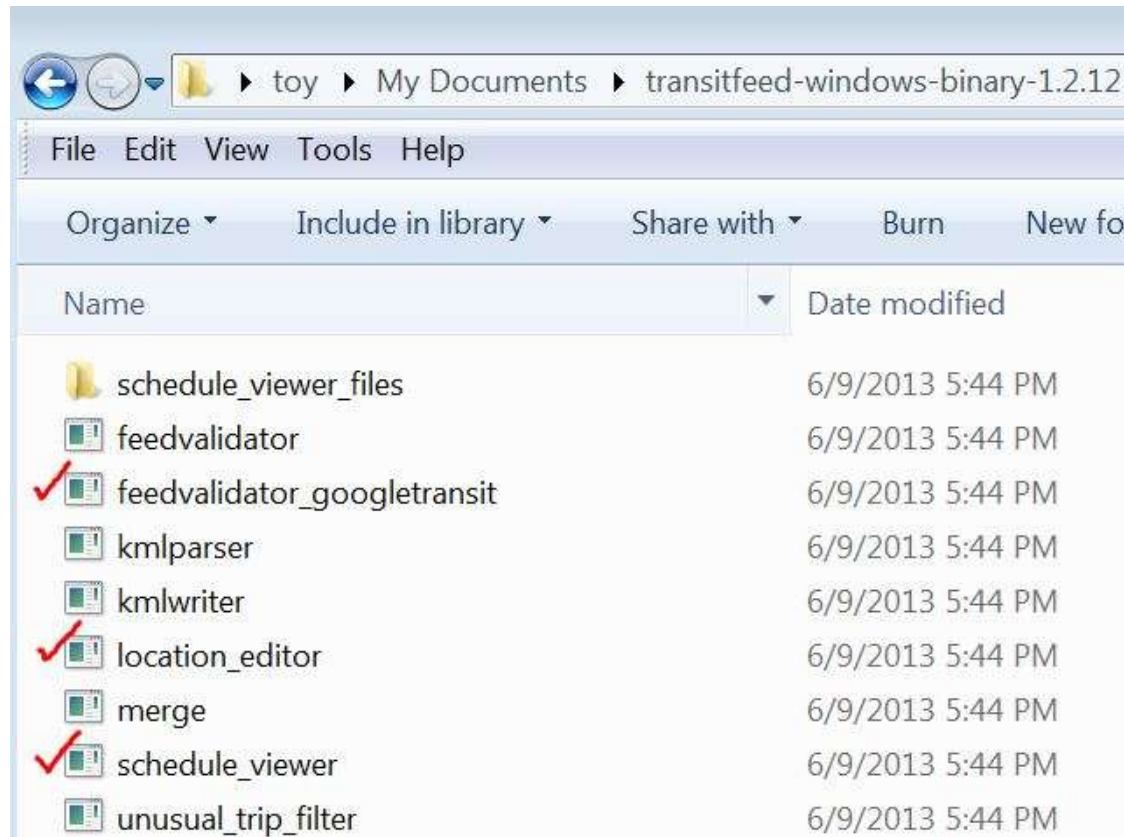 toy My Documents transitfeed-windows-binary-1.2.12
File Edit View Tools Help
Organize Include in library Share with Burn New fo
Name Date modified
schedule_viewer_files 6/9/2013 5:44 PM
feedvalidator 6/9/2013 5:44 PM
feedvalidator_googletransit 6/9/2013 5:44 PM
kmlparser 6/9/2013 5:44 PM
kmlwriter 6/9/2013 5:44 PM
location_editor 6/9/2013 5:44 PM
merge 6/9/2013 5:44 PM
schedule_viewer 6/9/2013 5:44 PM
unusual_trip_filter 6/9/2013 5:44 PM